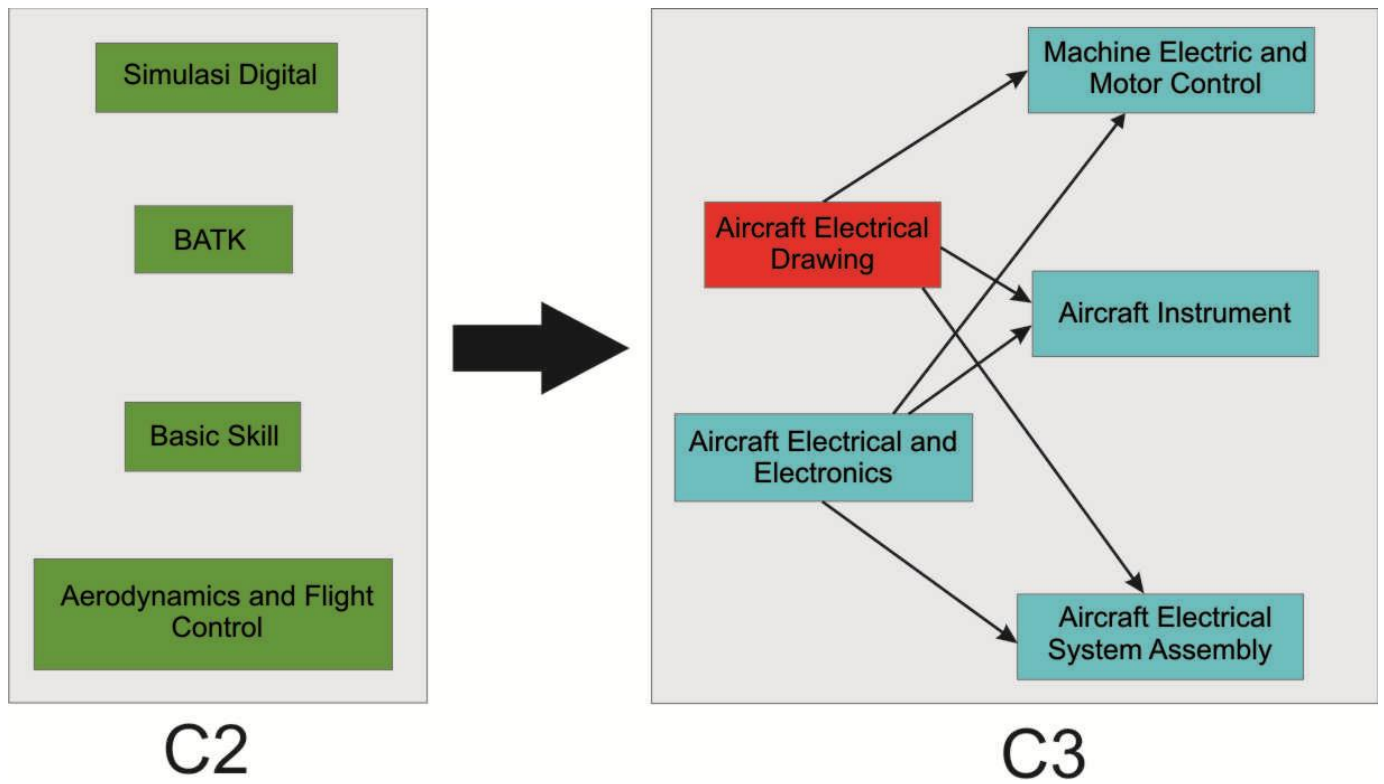 Simulasi Digital
BATK
Basic Skill
Aerodynamics and Flight
Control
C2
Machine Electric and
Motor Control
Aircraft Electrical
Drawing
Aircraft Instrument
Aircraft Electrical and
Electronics
Aircraft Electrical
System Assembly
C3